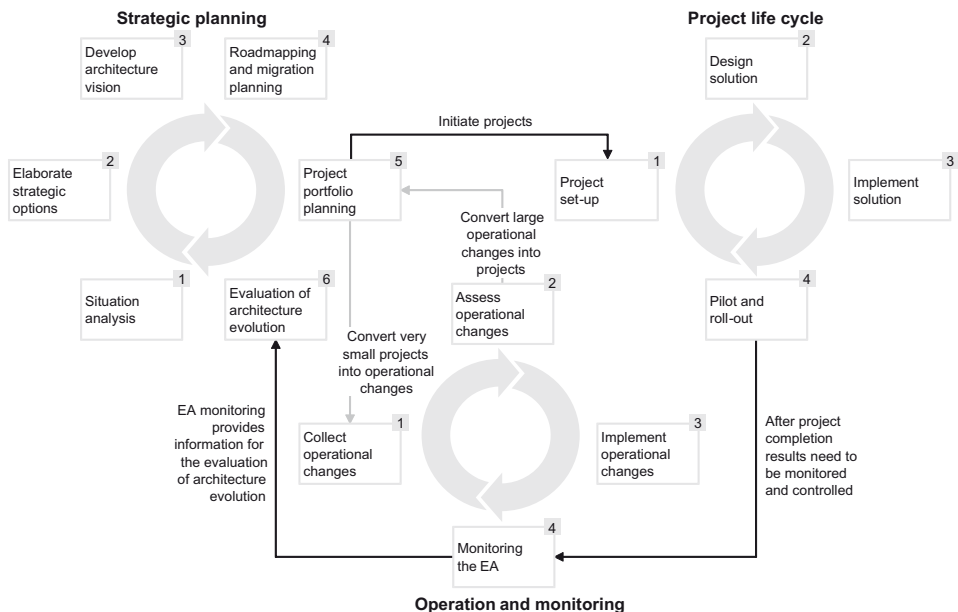 Strategic planning
Project life cycle
3
Develop
architecture
vision
4
Roadmapping
and migration
planning
2
Design
solution
Initiate projects
2
Elaborate
strategic
options
5
Project
portfolio
planning
1
Project
set-up
3
Implement
solution
Convert large
operational
changes into
projects
1
Situation
analysis
6
Evaluation of
architecture
evolution
2
Assess
operational
changes
4
Pilot and
roll-out
Convert very
small projects
into operational
changes
EA monitoring
provides
information for
the evaluation
of architecture
evolution
1
Collect
operational
changes
3
Implement
operational
changes
After project
completion
results need to
be monitored
and controlled
4
Monitoring
the EA
Operation and monitoring